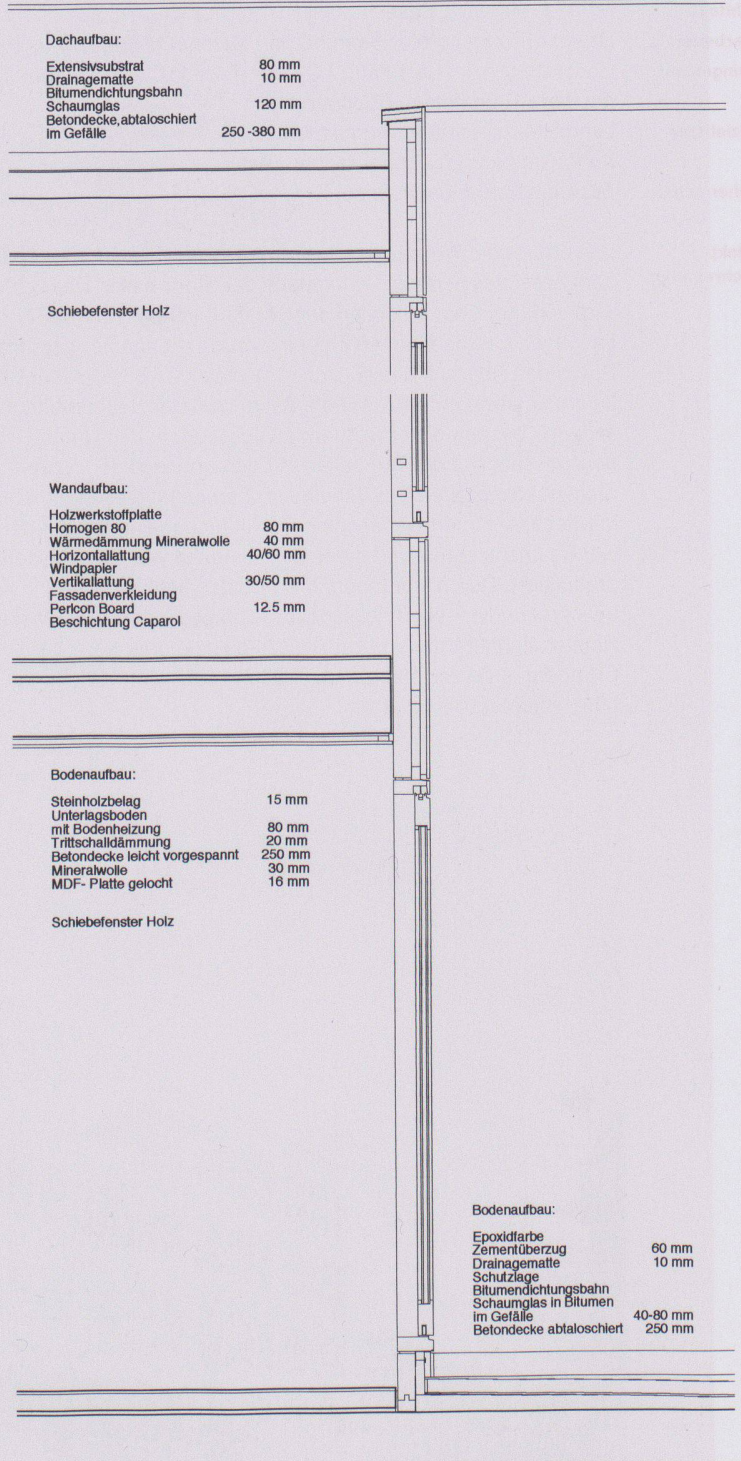 Dachaufbau:
Extensivsubstrat 80 mm
Drainagematte 10 mm
Bitumendichtungsbahn
Schaumglas 120 mm
Betondecke,abtaloschiert
im Gefälle 250 -380 mm
Schiebefenster Holz
Wandaufbau:
Holzwerkstoffplatte
Homogen 80 80 mm
Wärmedämmung Mineralwolle 40 mm
Horizontallattung 40/60 mm
Windpapier
Vertikallattung 30/50 mm
Fassadenverkleidung
Pericon Board 12.5 mm
Beschichtung Caparol
Bodenaufbau:
Steinholzbelag 15 mm
Unterlagsboden
mit Bodenheizung 80 mm
Trittschalldämmung 20 mm
Betondecke leicht vorgespannt 250 mm
Mineralwolle 30 mm
MDF- Platte gelocht 16 mm
Schiebefenster Holz
Bodenaufbau:
Epoxidfarbe
Zementüberzug 60 mm
Drainagematte 10 mm
Schutzlage
Bitumendichtungsbahn
Schaumglas in Bitumen
im Gefälle 40-80 mm
Betondecke abtaloschiert 250 mm